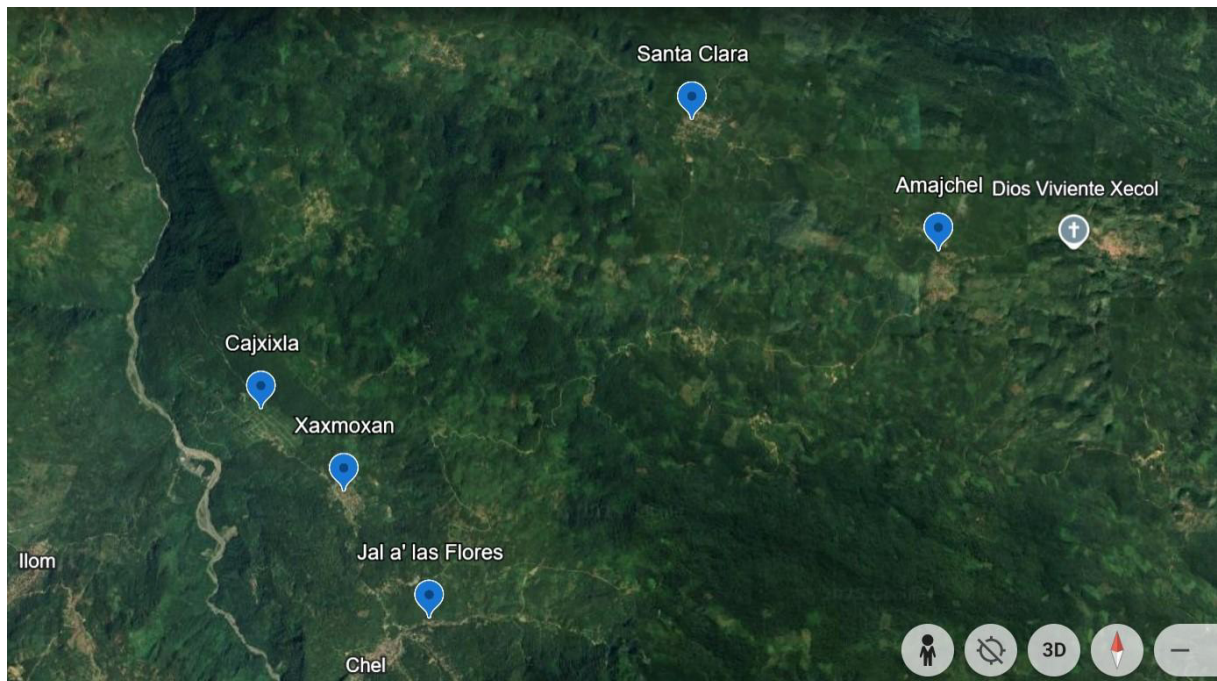 Santa Clara
Amajchel
Dios Viviente Xecol
Cajxixla
Xaxmoxan
Jal a' las Flores
Ilom
Chel
3D